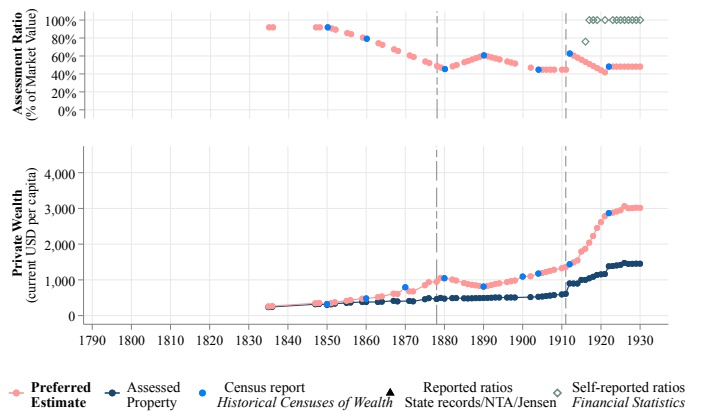 Assessment Ratio
(% of Market Value)
100%
80%
60%
40%
20%
0%
Private Wealth
(current USD per capita)
4,000
3,000
2,000
1,000
0
1790 1800 1810 1820 1830 1840 1850 1860 1870 1880 1890 1900 1910 1920 1930
Preferred
Estimate
Assessed
Property
Census report
Historical Censuses of Wealth
Reported ratios
State records/NTA/Jensen
Self-reported ratios
Financial Statistics